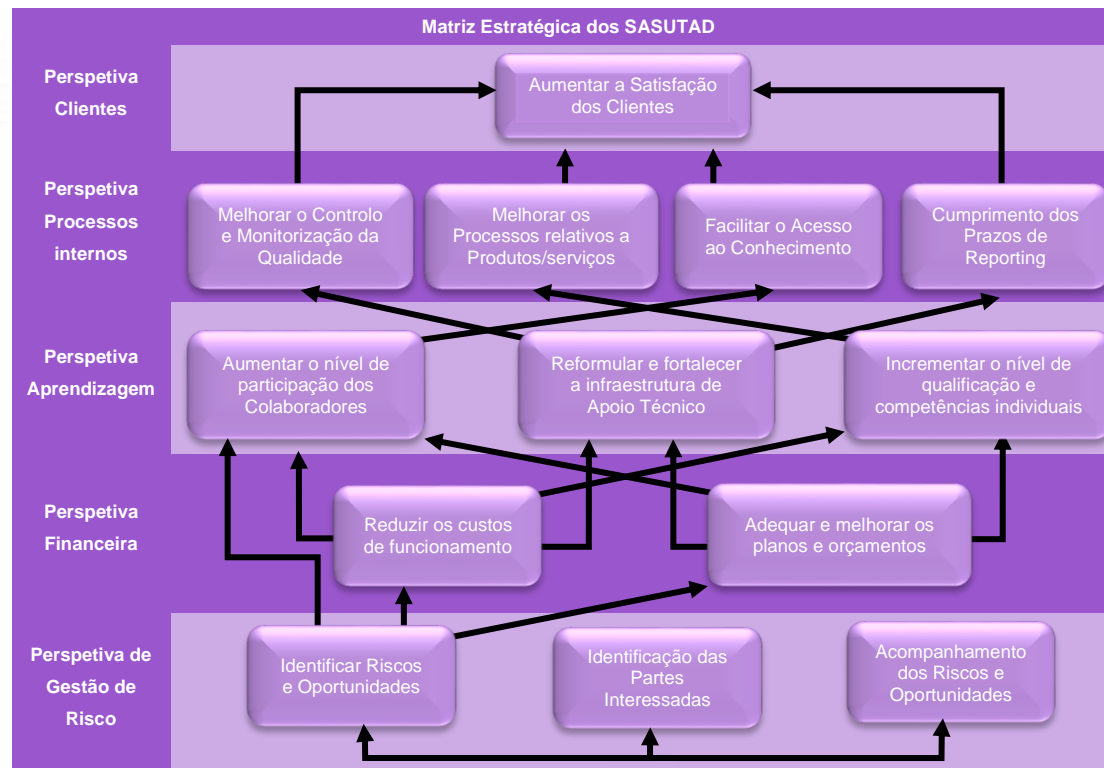 Matriz Estratégica dos SASUTAD
Perspetiva
Clientes
Aumentar a Satisfação
dos Clientes
Perspetiva
Processos
internos
Melhorar o Controlo
e Monitorização da
Qualidade
Melhorar os
Processos relativos a
Produtos/serviços
Facilitar o Acesso
ao Conhecimento
Cumprimento dos
Prazos de
Reporting
Perspetiva
Aprendizagem
Aumentar o nível de
participação dos
Colaboradores
Reformular e fortalecer
a infraestrutura de
Apoio Técnico
Incrementar o nível de
qualificação e
competências individuais
Perspetiva
Financeira
Reduzir os custos
de funcionamento
Adequar e melhorar os
planos e orçamentos
Perspetiva de
Gestão de
Risco
Identificar Riscos
e Oportunidades
Identificação das
Partes
Interessadas
Acompanhamento
dos Riscos e
Oportunidades